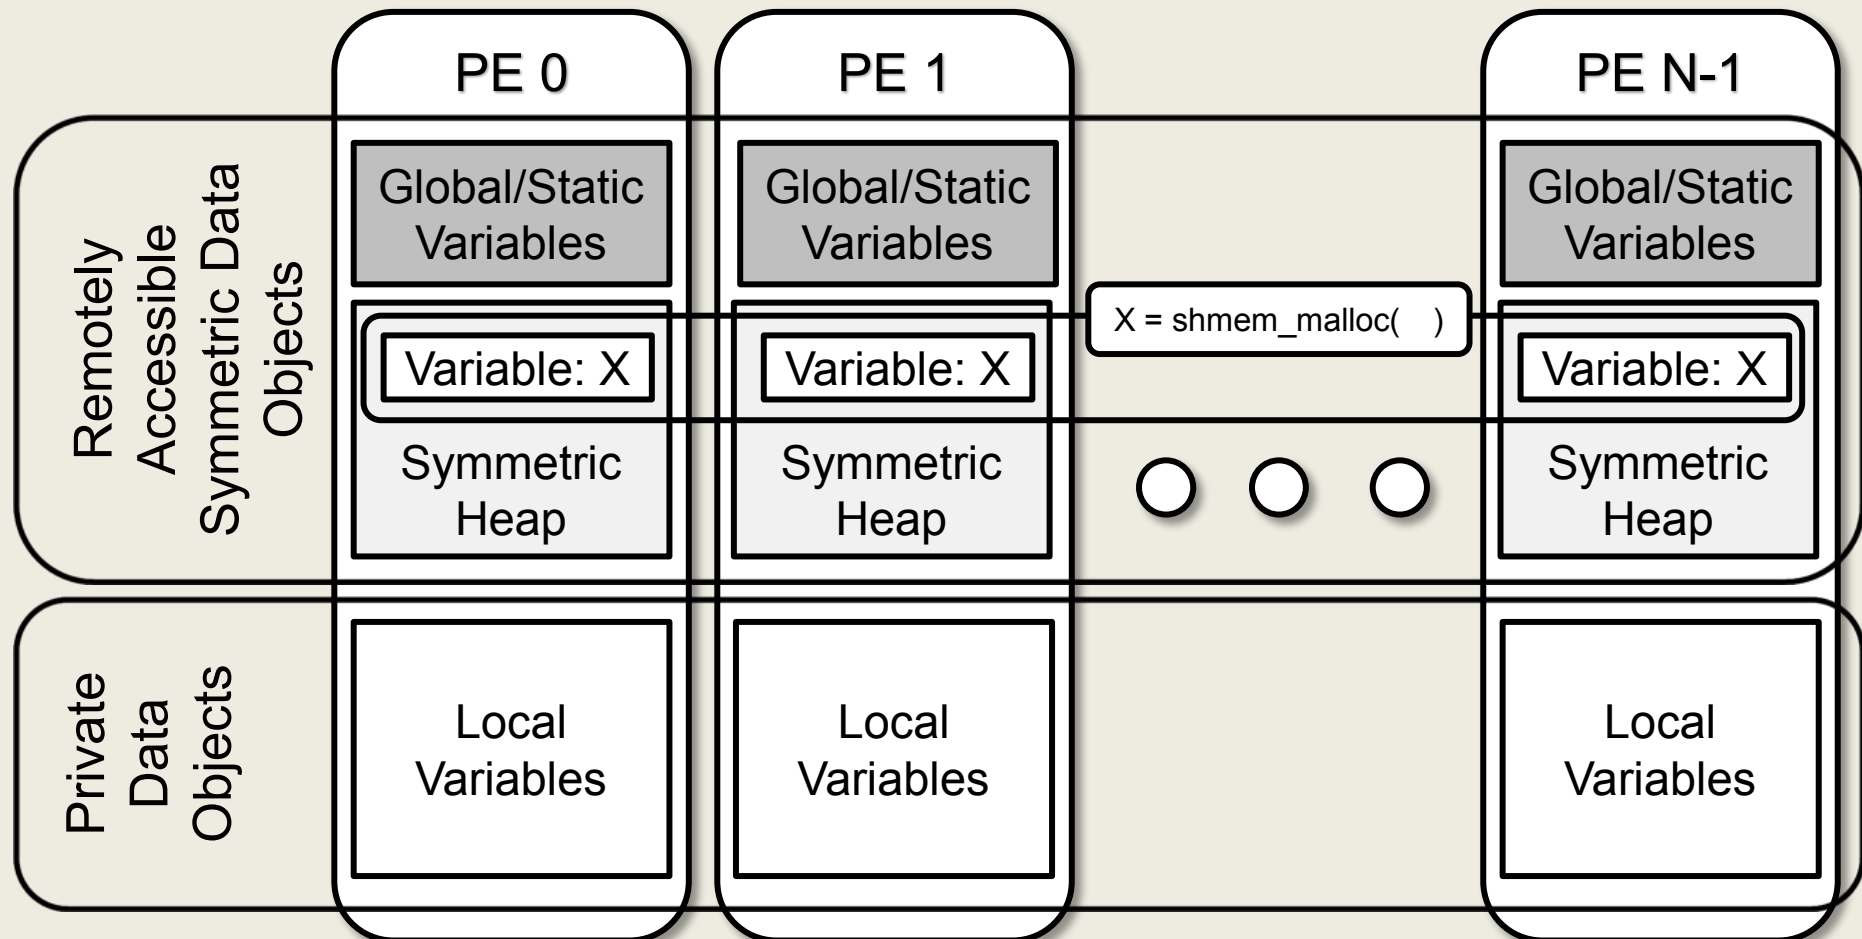 PE 0
PE 1
PE N-1
Remotely
Accessible
Symmetric Data
Objects
Global/Static
Variables
Global/Static
Variables
Global/Static
Variables
X = shmem_malloc(   )
Variable: X
Variable: X
Variable: X
Symmetric
Heap
Symmetric
Heap
Symmetric
Heap
Private
Data
Objects
Local
Variables
Local
Variables
Local
Variables